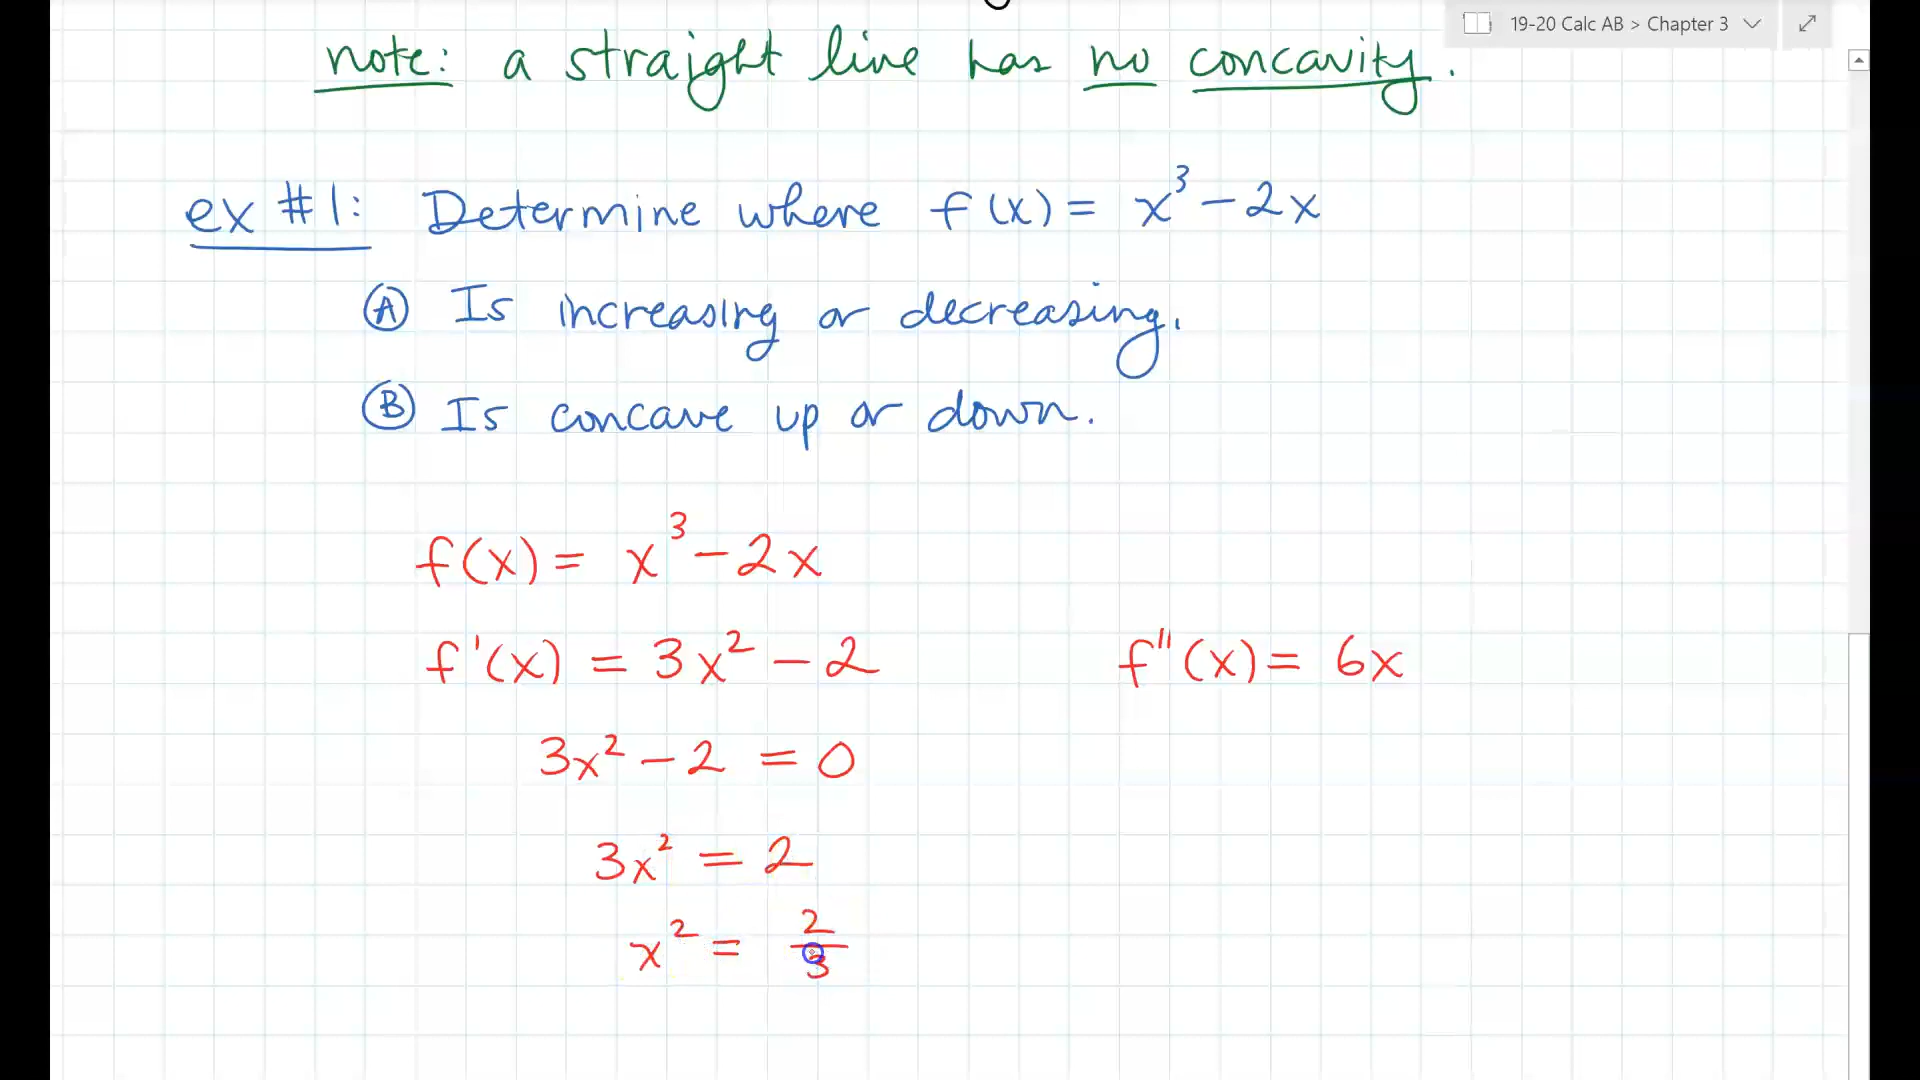 19-20 Calc AB > Chapter 3
note: a straight line has no concavity.
ex #1: Determine where f(x) = x³ - 2x
Ⓐ Is increasing or decreasing.
Ⓑ Is concave up or down.
f(x) = x³ - 2x
f'(x) = 3x² - 2 f"(x) = 6x
3x² - 2 = 0
3x² = 2
x² = 2/3